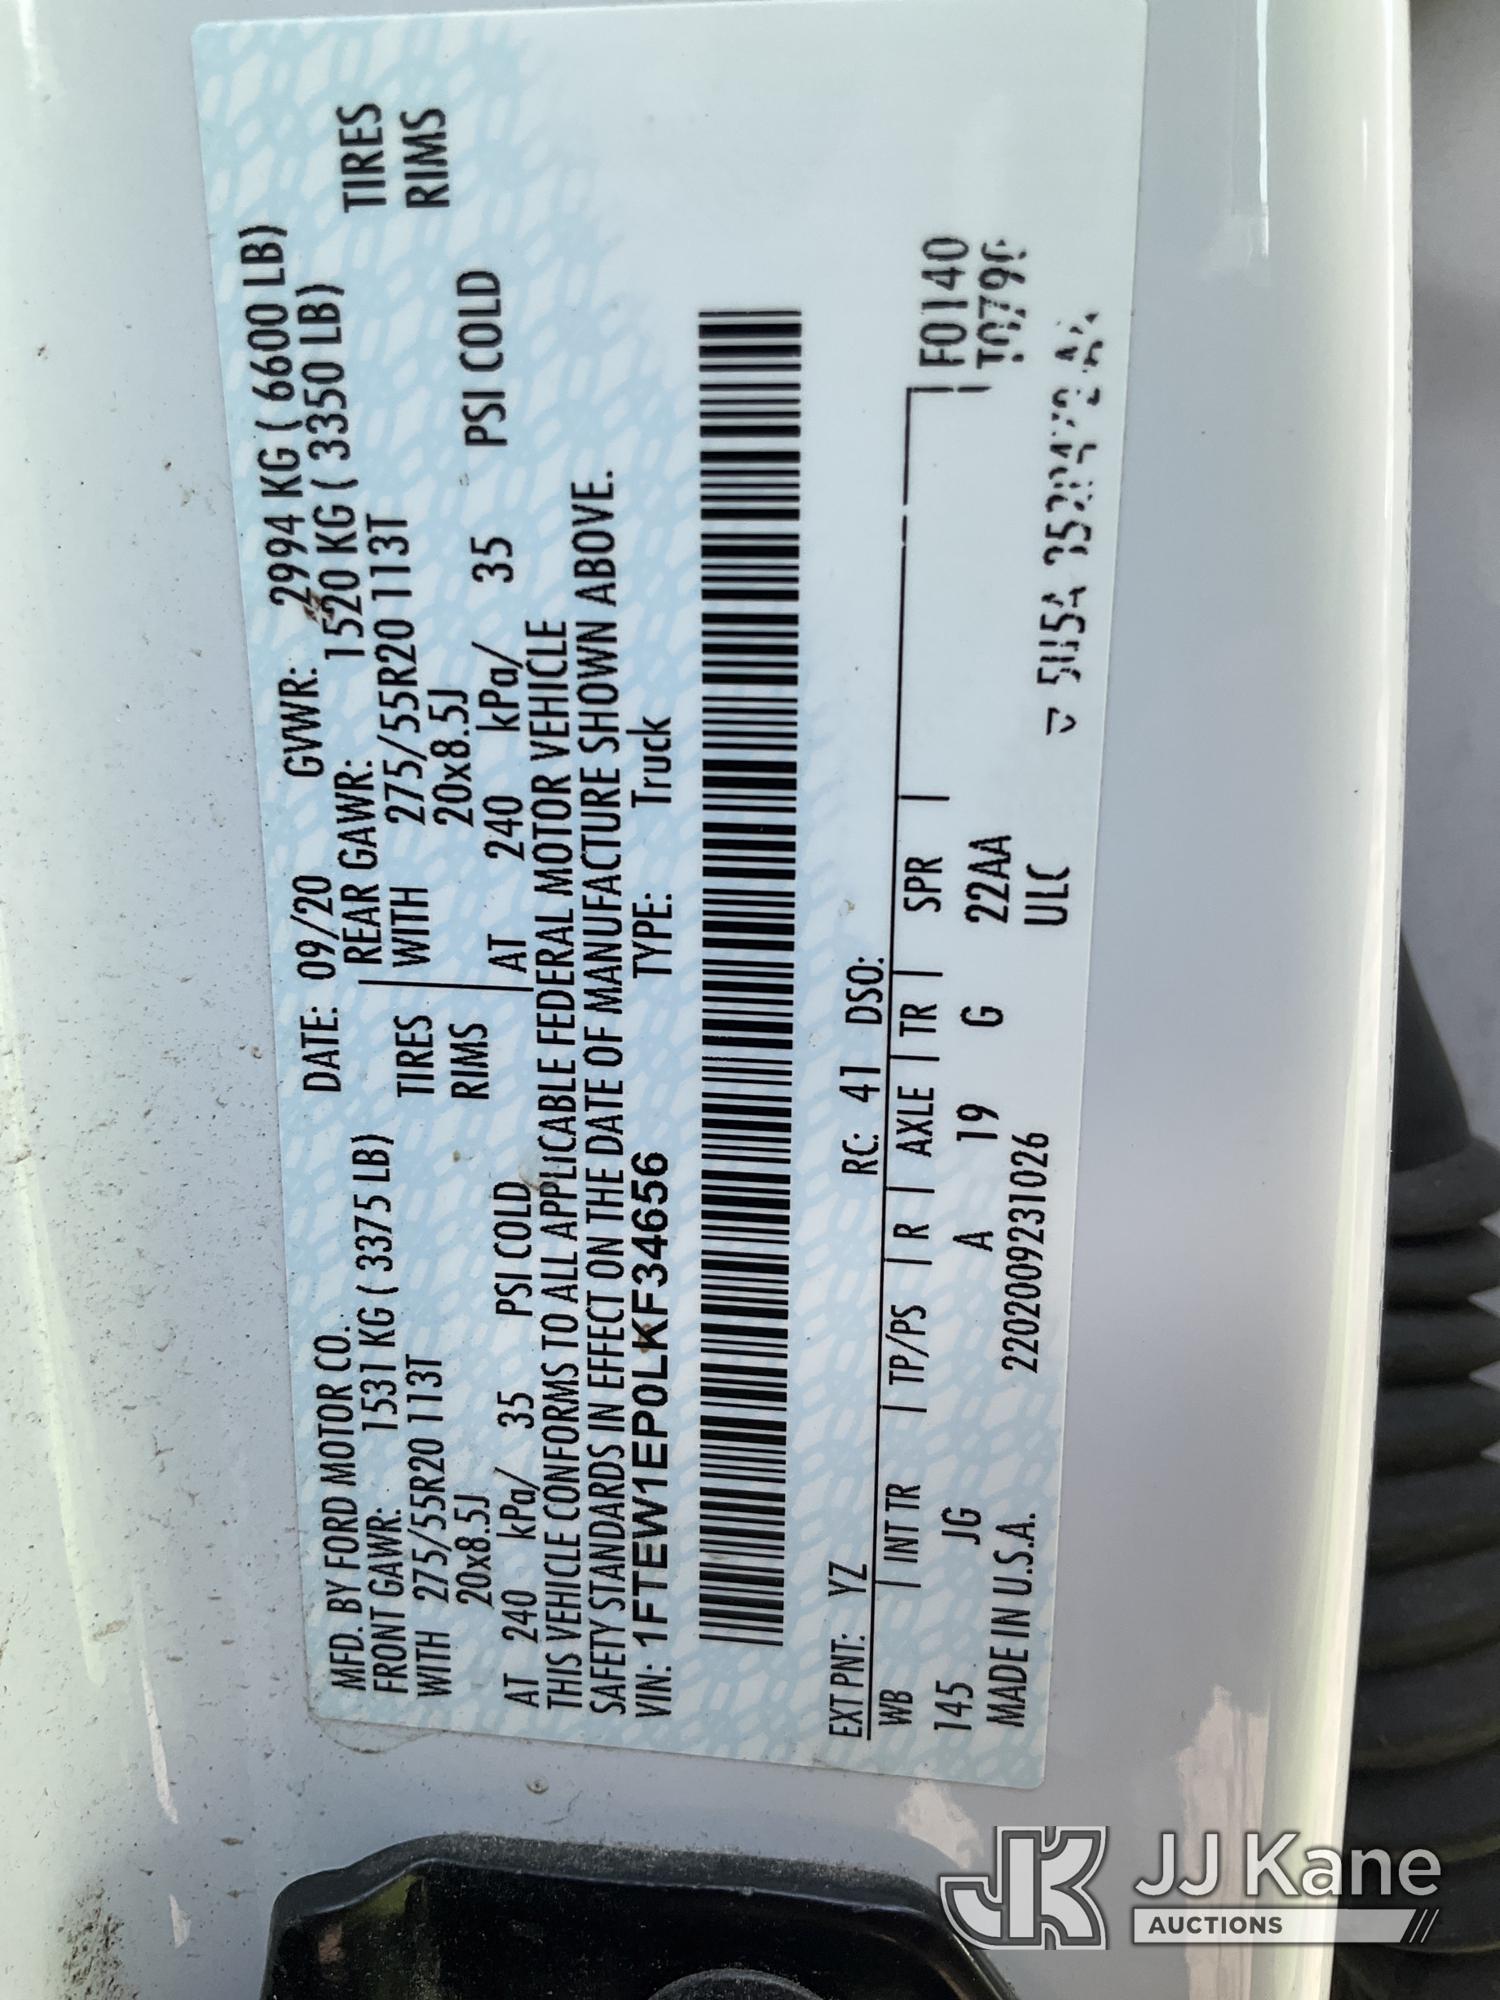 MFD. BY FORD MOTOR CO. DATE: 09/20 GVWR: 2994 KG ( 6600 LB)
FRONT GAWR: 1531 KG ( 3375 LB) REAR GAWR: 1520 KG ( 3350 LB)
WITH 275/55R20 113T TIRES WITH 275/55R20 113T TIRES
20x8.5J RIMS 20x8.5J RIMS
AT 240 kPa/ 35 PSI COLD AT 240 kPa/ 35 PSI COLD
THIS VEHICLE CONFORMS TO ALL APPLICABLE FEDERAL MOTOR VEHICLE
SAFETY STANDARDS IN EFFECT ON THE DATE OF MANUFACTURE SHOWN ABOVE.
VIN: 1FTEW1EP0LKF34656 TYPE: Truck
EXT PNT: YZ RC: 41 DSO:
WB INT TR TP/PS R AXLE TR SPR F0140
145 JG A 19 G 22AA
MADE IN U.S.A. 2202009231026 ULC
JK JJ Kane
AUCTIONS